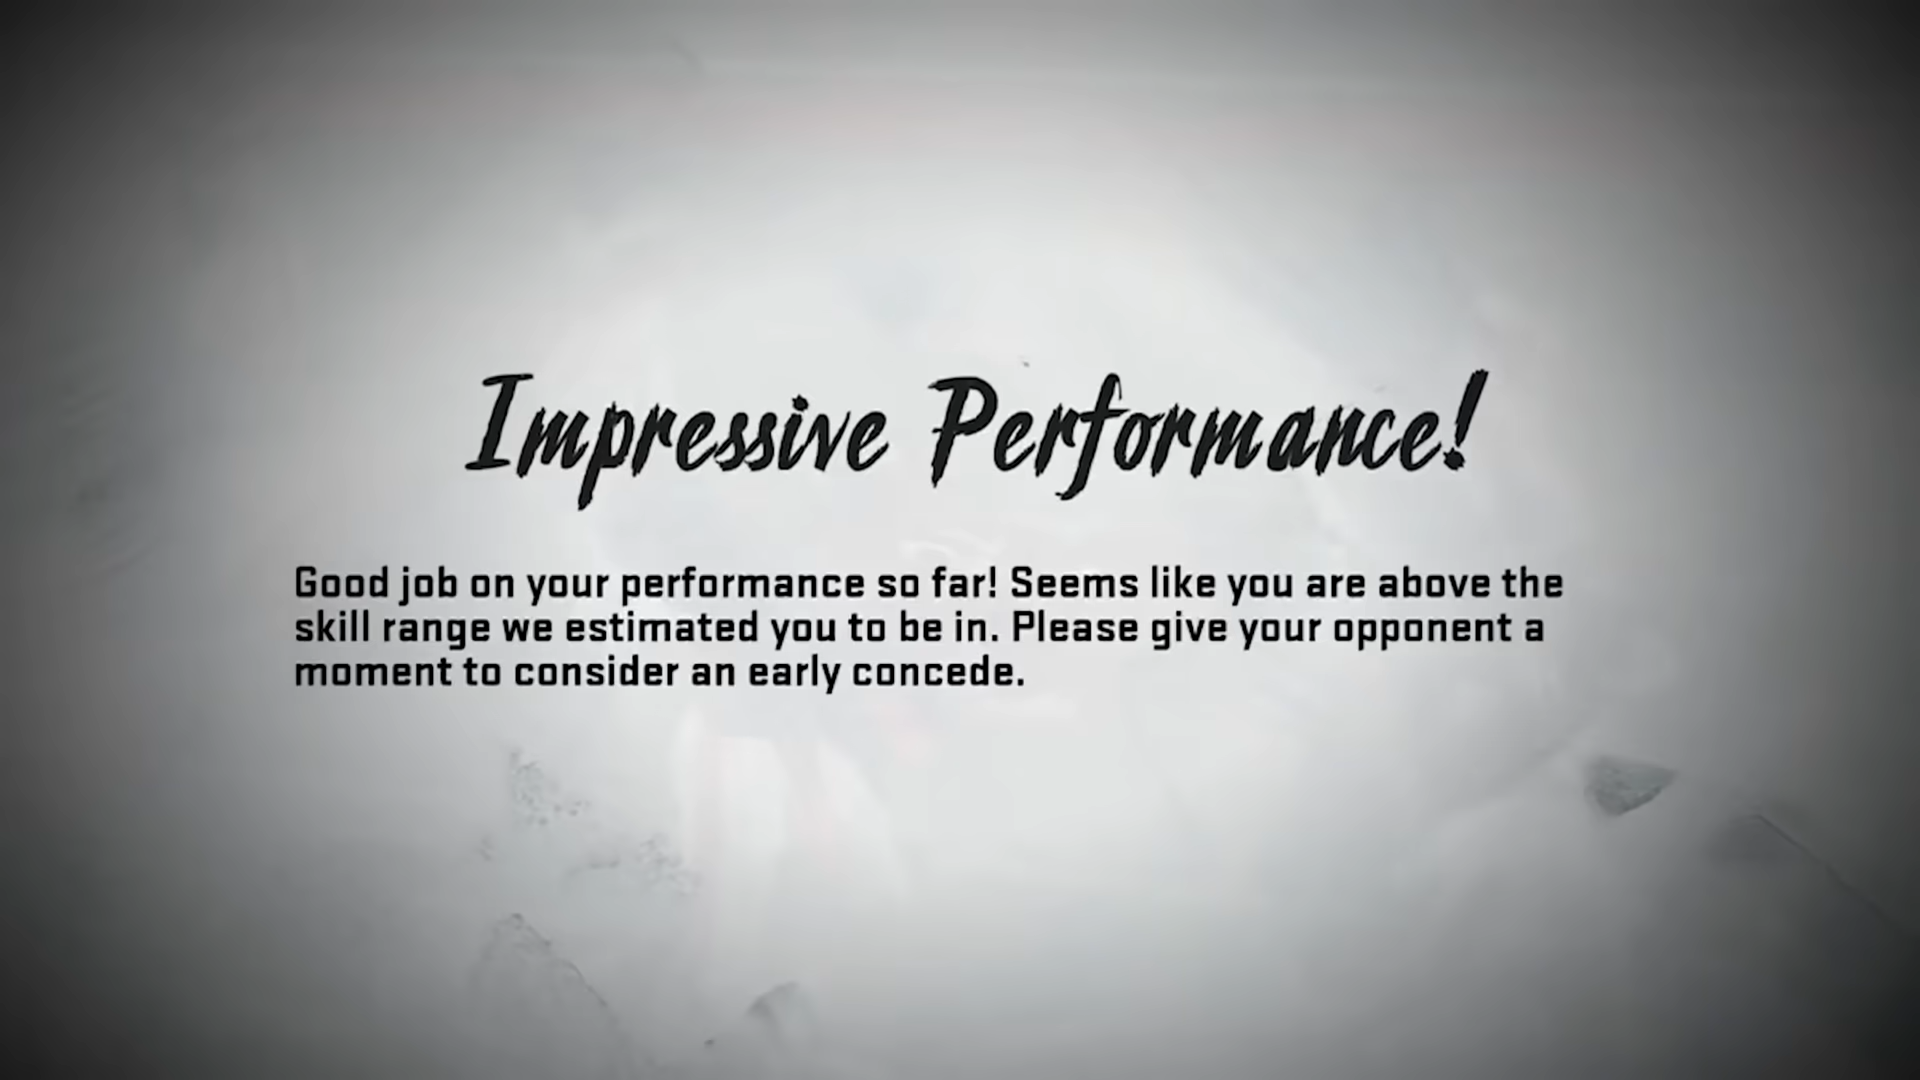 Impressive Performance!
Good job on your performance so far! Seems like you are above the
skill range we estimated you to be in. Please give your opponent a
moment to consider an early concede.